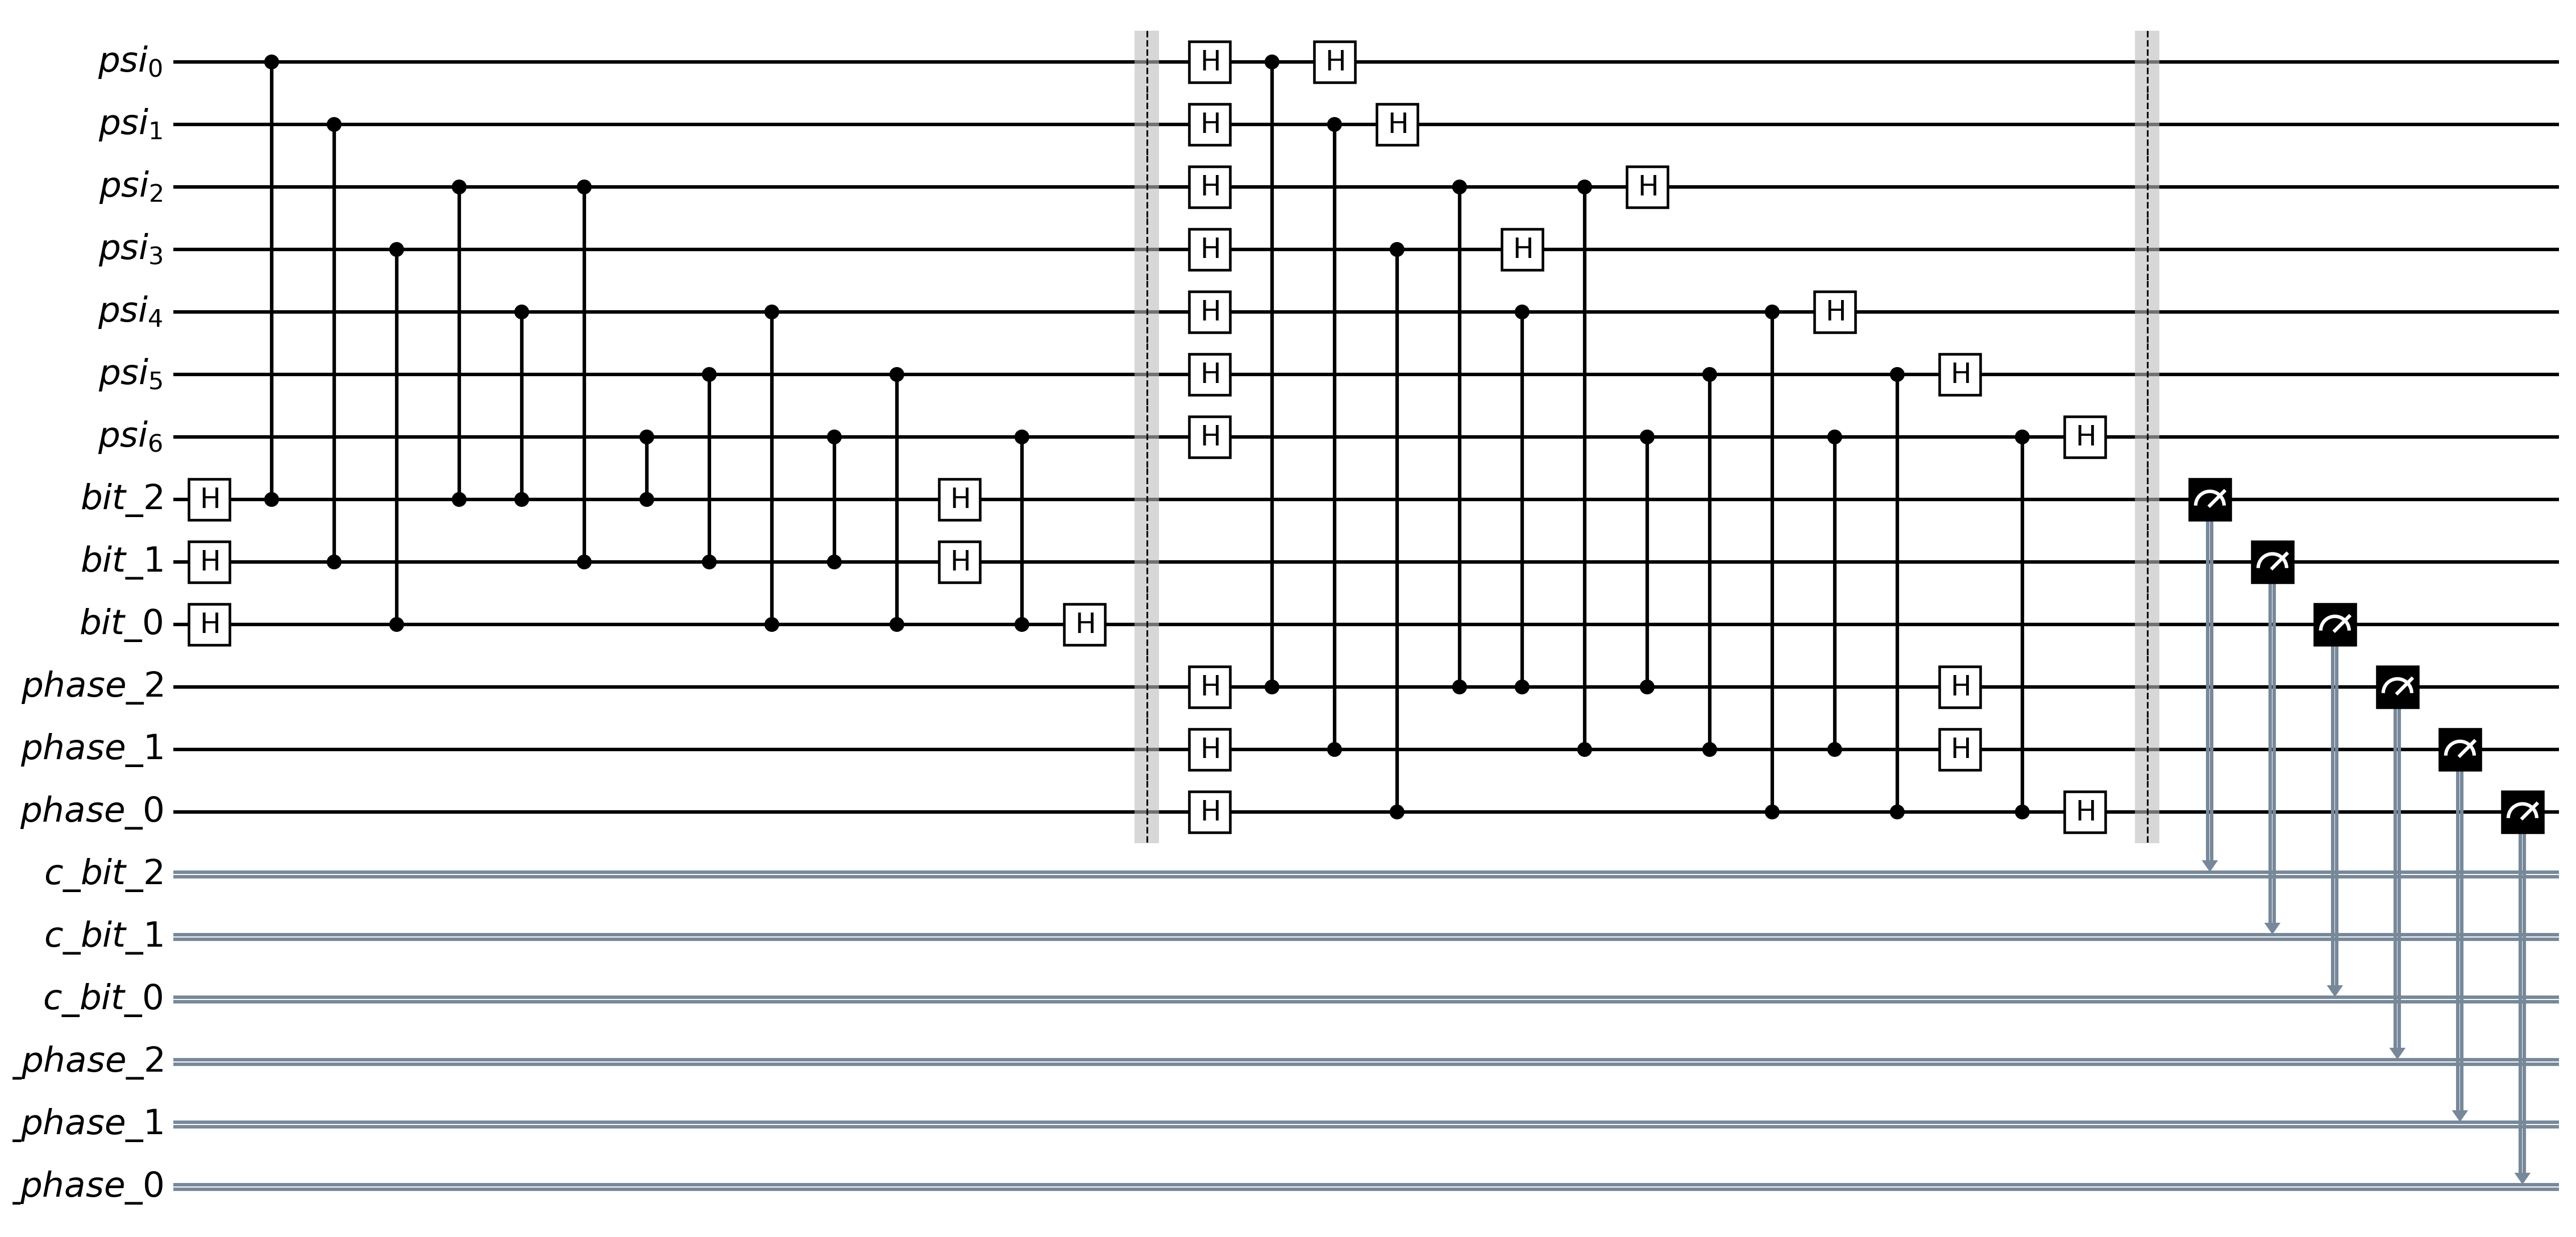 psi0 H H
psi1 H H
psi2 H H
psi3 H H
psi4 H H
psi5 H H
psi6 H H
bit_2 H H
bit_1 H H
bit_0 H H
phase_2 H H
phase_1 H H
phase_0 H H
c_bit_2
c_bit_1
c_bit_0
_phase_2
_phase_1
_phase_0